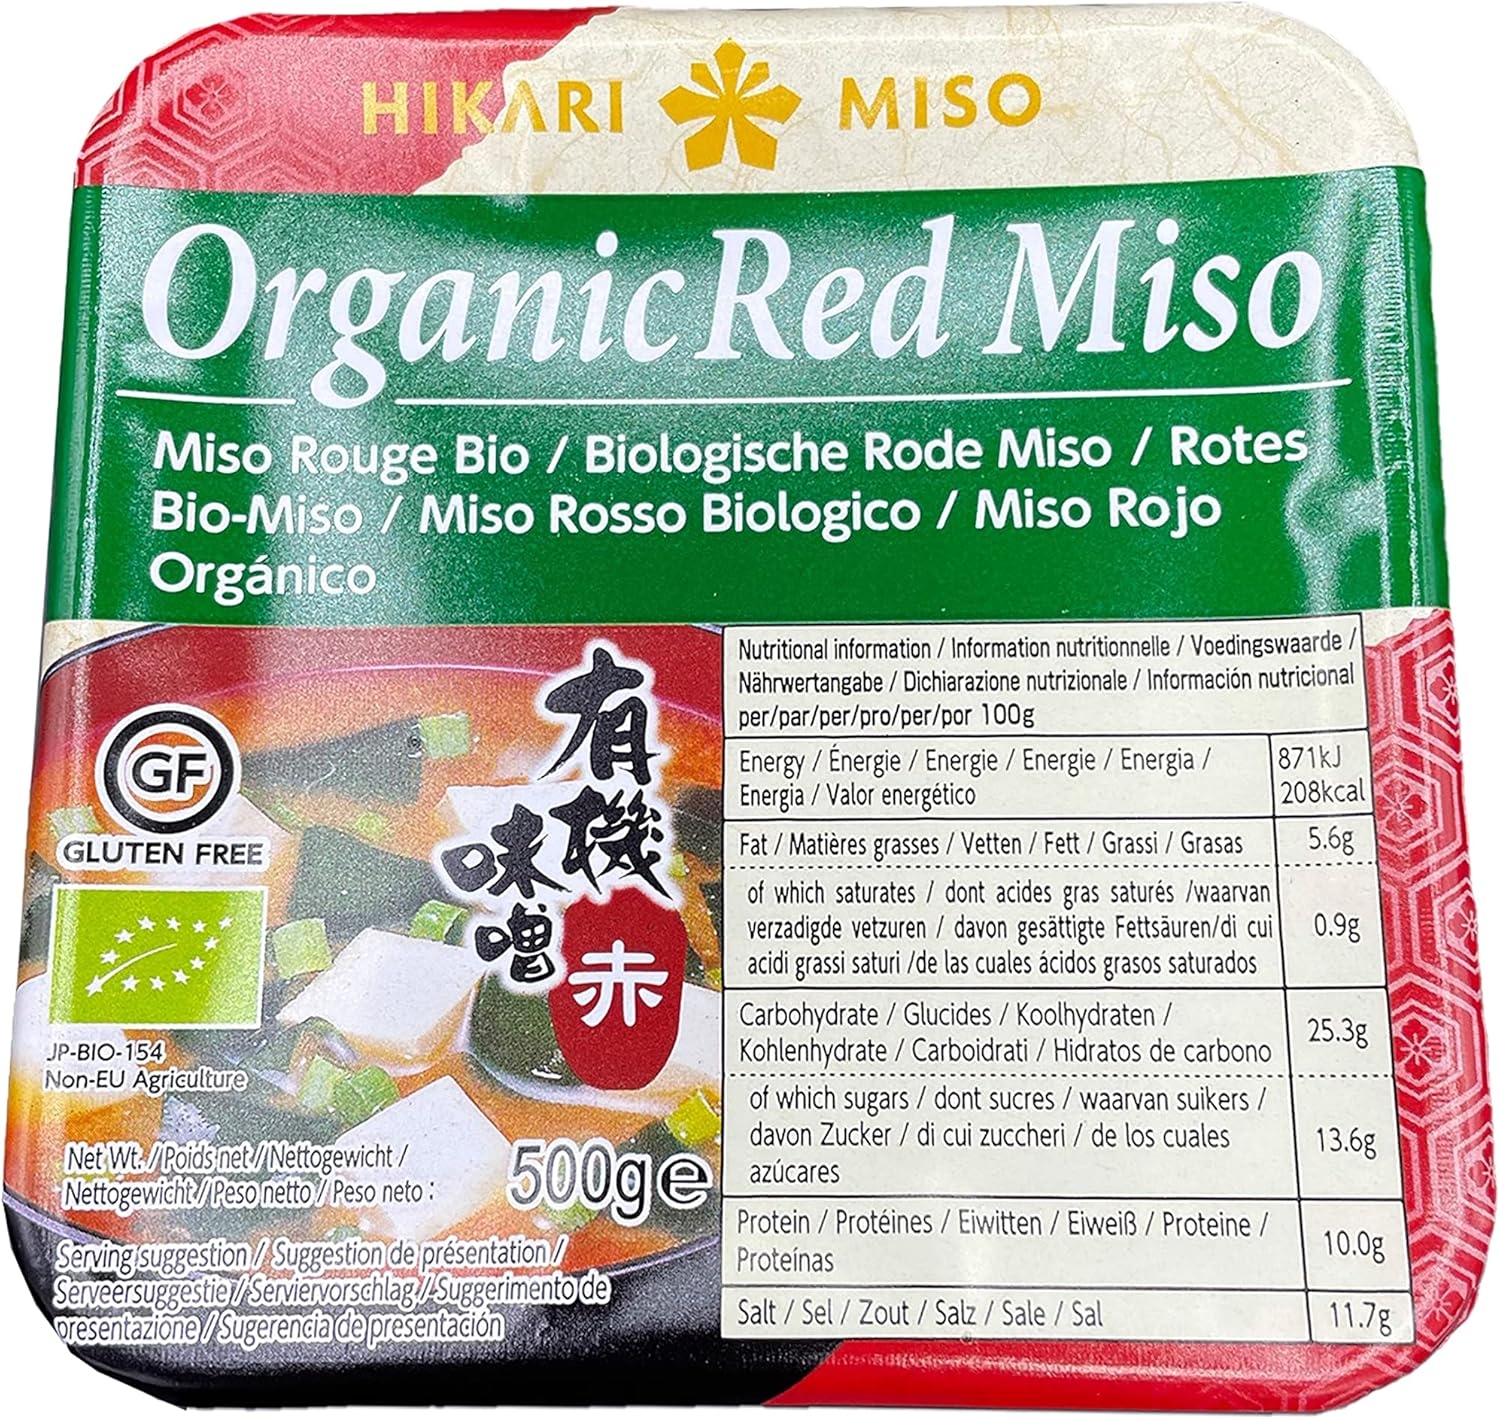 HIKARI MISO
Organic Red Miso
Miso Rouge Bio / Biologische Rode Miso / Rotes
Bio-Miso / Miso Rosso Biologico / Miso Rojo
Orgánico
有機
味噌
赤
GF
GLUTEN FREE
JP-BIO-154
Non-EU Agriculture
Net Wt. / Poids net / Nettogewicht /
Nettogewicht / Peso netto / Peso neto :
500g e
Serving suggestion / Suggestion de présentation /
Serveersuggestie / Serviervorschlag / Suggerimento de
presentazione / Sugerencia de presentación
Nutritional information / Information nutritionnelle / Voedingswaarde /
Nährwertangabe / Dichiarazione nutrizionale / Información nutricional
per/par/per/pro/per/por 100g
Energy / Énergie / Energie / Energie / Energia /
Energia / Valor energético
871kJ
208kcal
Fat / Matières grasses / Vetten / Fett / Grassi / Grasas
5.6g
of which saturates / dont acides gras saturés /waarvan
verzadigde vetzuren / davon gesättigte Fettsäuren/di cui
acidi grassi saturi /de las cuales ácidos grasos saturados
0.9g
Carbohydrate / Glucides / Koolhydraten /
Kohlenhydrate / Carboidrati / Hidratos de carbono
25.3g
of which sugars / dont sucres / waarvan suikers /
davon Zucker / di cui zuccheri / de los cuales
azúcares
13.6g
Protein / Protéines / Eiwitten / Eiweiß / Proteine /
Proteínas
10.0g
Salt / Sel / Zout / Salz / Sale / Sal
11.7g